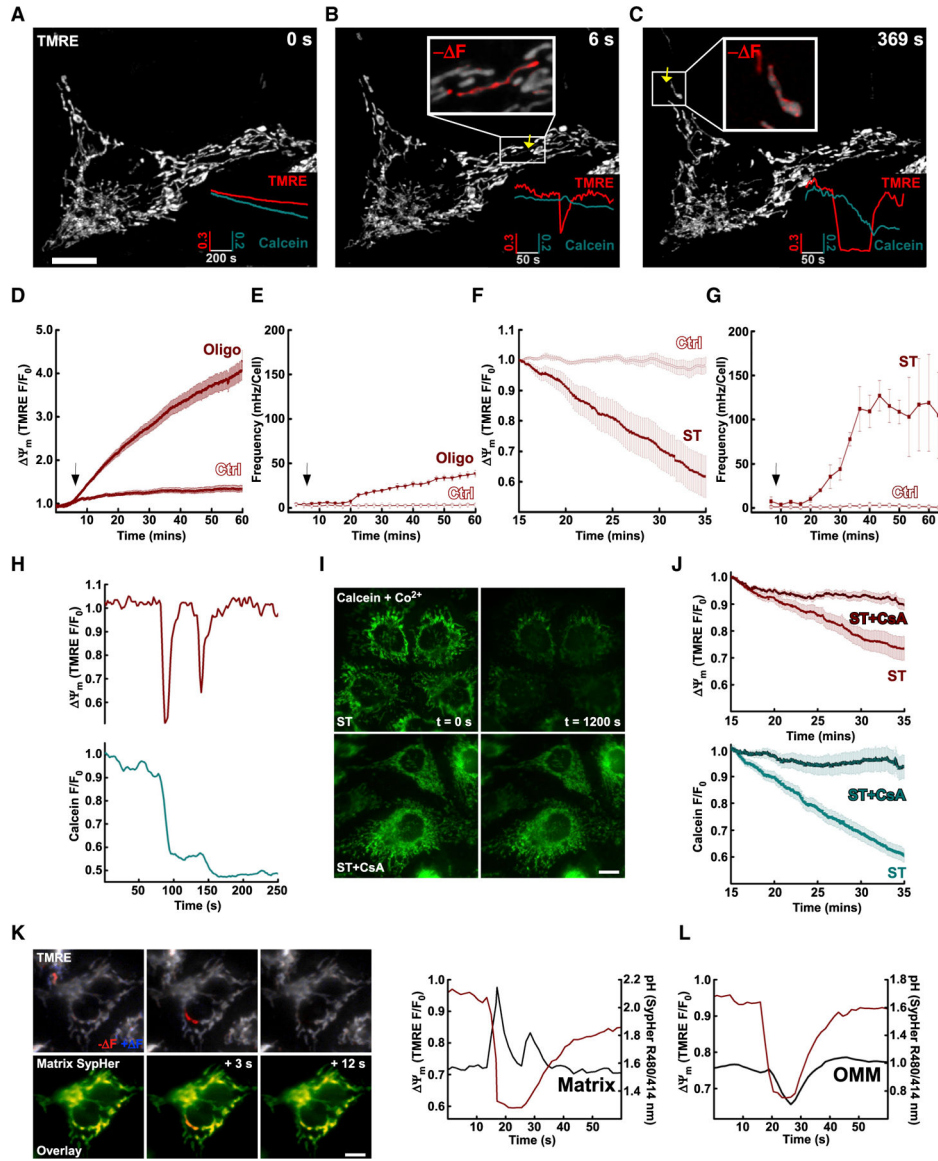 A
TMRE
0 s
TMRE
0.3
0.2
Calcein
200 s
B
6 s
−ΔF
TMRE
0.3
0.2
Calcein
50 s
C
369 s
−ΔF
TMRE
0.3
0.2
Calcein
50 s
D
ΔΨm (TMRE F/F0)
5.0
4.0
3.0
2.0
1.0
Oligo
Ctrl
10 20 30 40 50 60
Time (mins)
E
Frequency (mHz/Cell)
200
150
100
50
0
Oligo
Ctrl
10 20 30 40 50 60
Time (mins)
F
ΔΨm (TMRE F/F0)
1.1
1.0
0.9
0.8
0.7
0.6
Ctrl
ST
15 20 25 30 35
Time (mins)
G
Frequency (mHz/Cell)
200
150
100
50
0
ST
Ctrl
10 20 30 40 50 60
Time (mins)
H
ΔΨm (TMRE F/F0)
1.1
1.0
0.9
0.8
0.7
0.6
Calcein F/F0
1.0
0.9
0.8
0.7
0.6
0.5
50 100 150 200 250
Time (s)
I
Calcein + Co2+
ST
t = 0 s
t = 1200 s
ST+CsA
J
ΔΨm (TMRE F/F0)
1.0
0.9
0.8
0.7
0.6
ST+CsA
ST
15 20 25 30 35
Time (mins)
Calcein F/F0
1.0
0.9
0.8
0.7
0.6
ST+CsA
ST
15 20 25 30 35
Time (mins)
K
TMRE
-ΔF +ΔF
Matrix SypHer
+ 3 s
+ 12 s
Overlay
ΔΨm (TMRE F/F0)
1.0
0.9
0.8
0.7
0.6
Matrix
2.2
2.0
1.8
1.6
1.4
1.2
pH (SypHer R480/414 nm)
0 20 40 60
Time (s)
L
ΔΨm (TMRE F/F0)
1.0
0.9
0.8
0.7
0.6
OMM
1.8
1.6
1.4
1.2
1.0
0.8
pH (SypHer R480/414 nm)
0 20 40 60
Time (s)